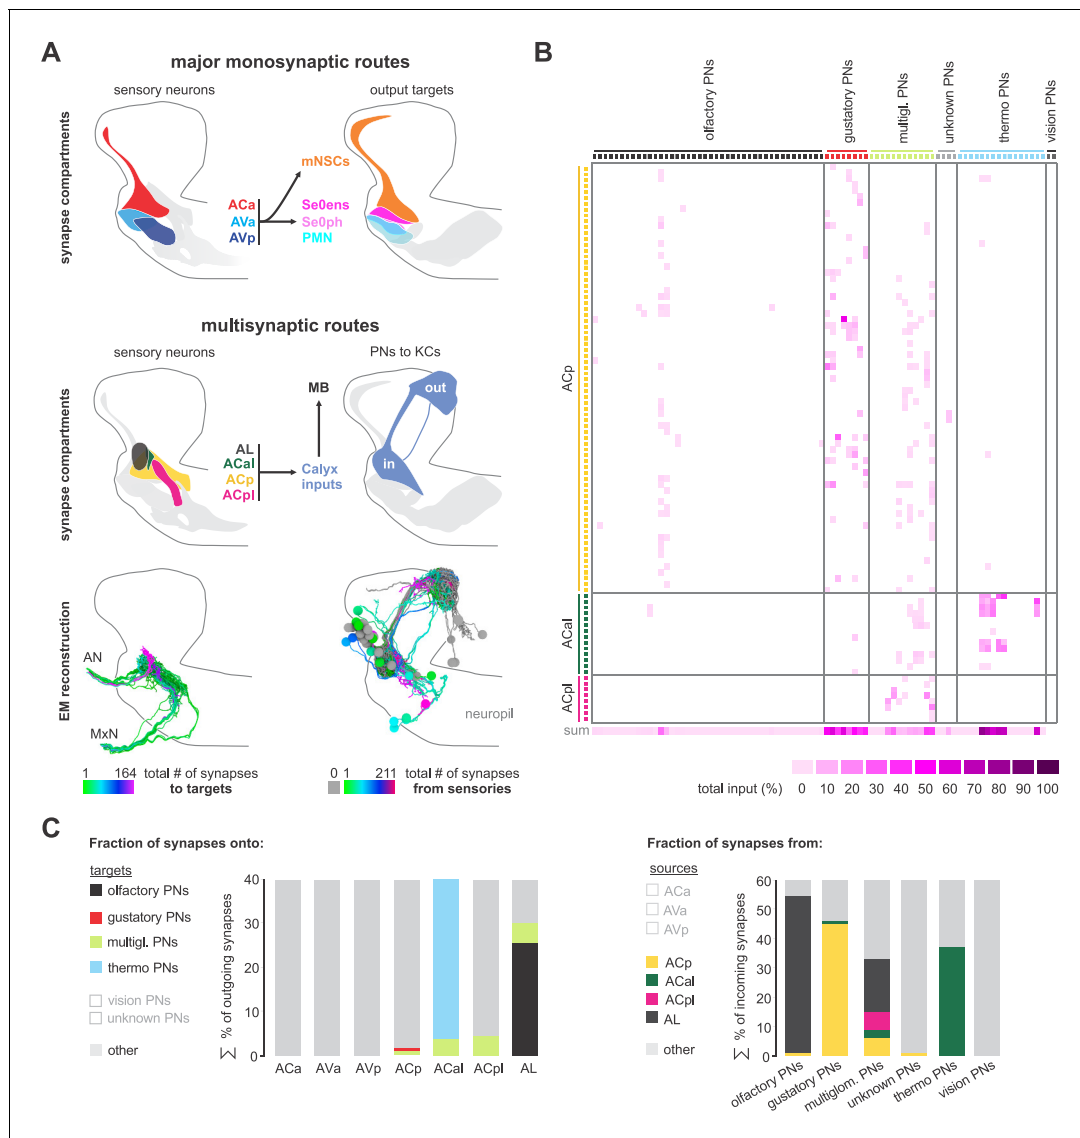 A
major monosynaptic routes
sensory neurons
output targets
synapse compartments
mNSCs
ACa
AVa
AVp
Se0ens
Se0ph
PMN
multisynaptic routes
sensory neurons
PNs to KCs
synapse compartments
MB
out
in
AL
ACal
ACp
ACpl
Calyx
inputs
EM reconstruction
AN
MxN
neuropil
1 164 total # of synapses
to targets
0 1 211 total # of synapses
from sensories
B
olfactory PNs
gustatory PNs
multigl. PNs
unknown PNs
thermo PNs
vision PNs
ACp
ACal
ACpl
sum
total input (%) 0 10 20 30 40 50 60 70 80 90 100
C
Fraction of synapses onto:
targets
olfactory PNs
gustatory PNs
multigl. PNs
thermo PNs
vision PNs
unknown PNs
other
∑ % of outgoing synapses
40
30
20
10
0
ACa AVa AVp ACp ACal ACpl AL
Fraction of synapses from:
sources
ACa
AVa
AVp
ACp
ACal
ACpl
AL
other
∑ % of incoming synapses
60
50
40
30
20
10
0
olfactory PNs
gustatory PNs
multiglom. PNs
unknown PNs
thermo PNs
vision PNs